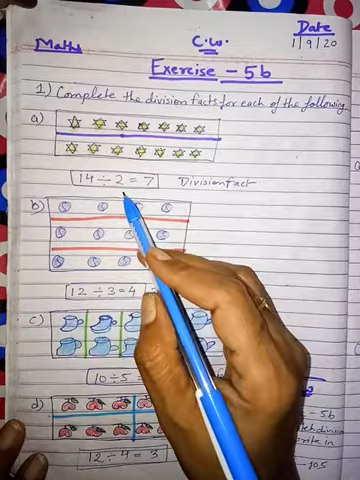 Maths C.W. Date
1/9/20
Exercise - 5b
1) Complete the division facts for each of the following
a)
14 ÷ 2 = 7 Division fact
b)
12 ÷ 3 = 4
c)
10 ÷ 5 =
d)
- 5b
12 ÷ 4 = 3
- 105